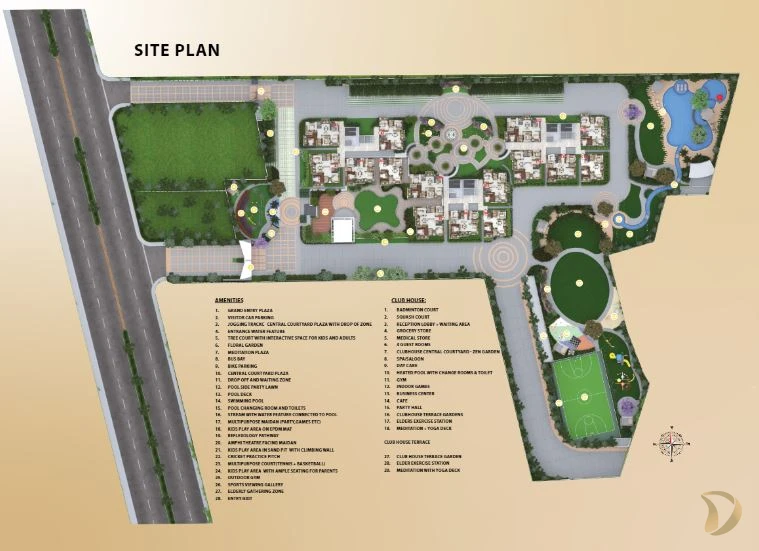 SITE PLAN
AMENITIES
1. GRAND ENTRY PLAZA
2. VISITOR CAR PARKING
3. JOGGING TRACKC CENTRAL COURTYARD PLAZA WITH DROP OF ZONE
4. ENTRANCE WATER FEATURE
5. TREE COURT WITH INTERACTIVE SPACE FOR KIDS AND ADULTS
6. FLORAL GARDEN
7. MEDITATION PLAZA
8. BUS BAY
9. BIKE PARKING
10. CENTRAL COURTYARD PLAZA
11. DROP OFF AND WAITING ZONE
12. POOL SIDE PARTY LAWN
13. POOL DECK
14. SWIMMING POOL
15. POOL CHANGING ROOM AND TOILETS
16. STREAM WITH WATER FEATURE CONNECTED TO POOL
17. MULTIPURPOSE MAIDAN (PARTY,GAMES ETC)
18. KIDS PLAY AREA ON EPDM MAT
19. REFLEXOLOGY PATHWAY
20. AMPHITHEATRE FACING MAIDAN
21. KIDS PLAY AREA IN SAND PIT WITH CLIMBING WALL
22. CRICKET PRACTICE PITCH
23. MULTIPURPOSE COURT(TENNIS + BASKETBALL)
24. KIDS PLAY AREA WITH AMPLE SEATING FOR PARENTS
25. OUTDOOR GYM
26. SPORTS VIEWING GALLERY
27. ELDERLY GATHERING ZONE
28. ENTRY/EXIT
CLUB HOUSE:
1. BADMINTON COURT
2. SQUASH COURT
3. RECEPTION LOBBY + WAITING AREA
4. GROCERY STORE
5. MEDICAL STORE
6. 4 GUEST ROOMS
7. CLUBHOUSE CENTRAL COURTYARD - ZEN GARDEN
8. SPA/SALOON
9. DAY CARE
10. HEATED POOL WITH CHANGE ROOMS & TOILET
11. GYM
12. INDOOR GAMES
13. BUSINESS CENTER
14. CAFE
15. PARTY HALL
16. CLUBHOUSE TERRACE GARDENS
17. ELDERS EXERCISE STATION
18. MEDITATION + YOGA DECK
CLUB HOUSE TERRACE
27. CLUB HOUSE TERRACE GARDEN
28. ELDER EXERCISE STATION
29. MEDITATION WITH YOGA DECK